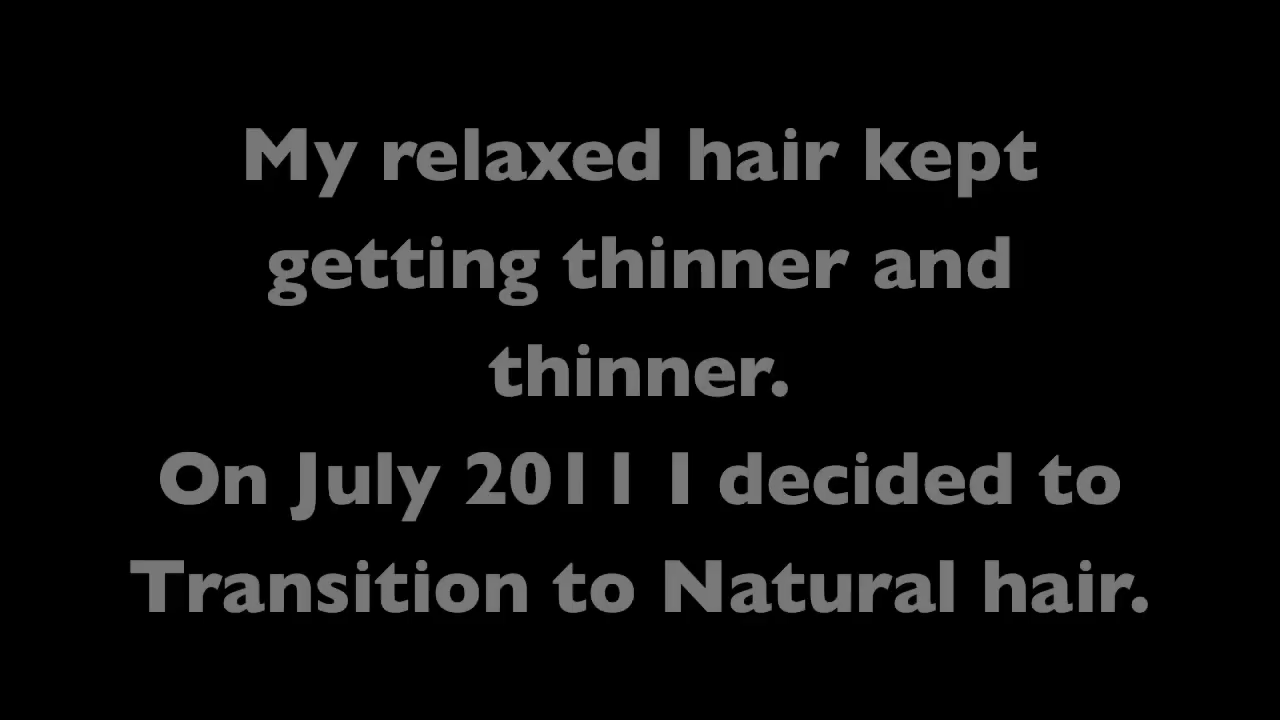 My relaxed hair kept
getting thinner and
thinner.
On July 2011 I decided to
Transition to Natural hair.